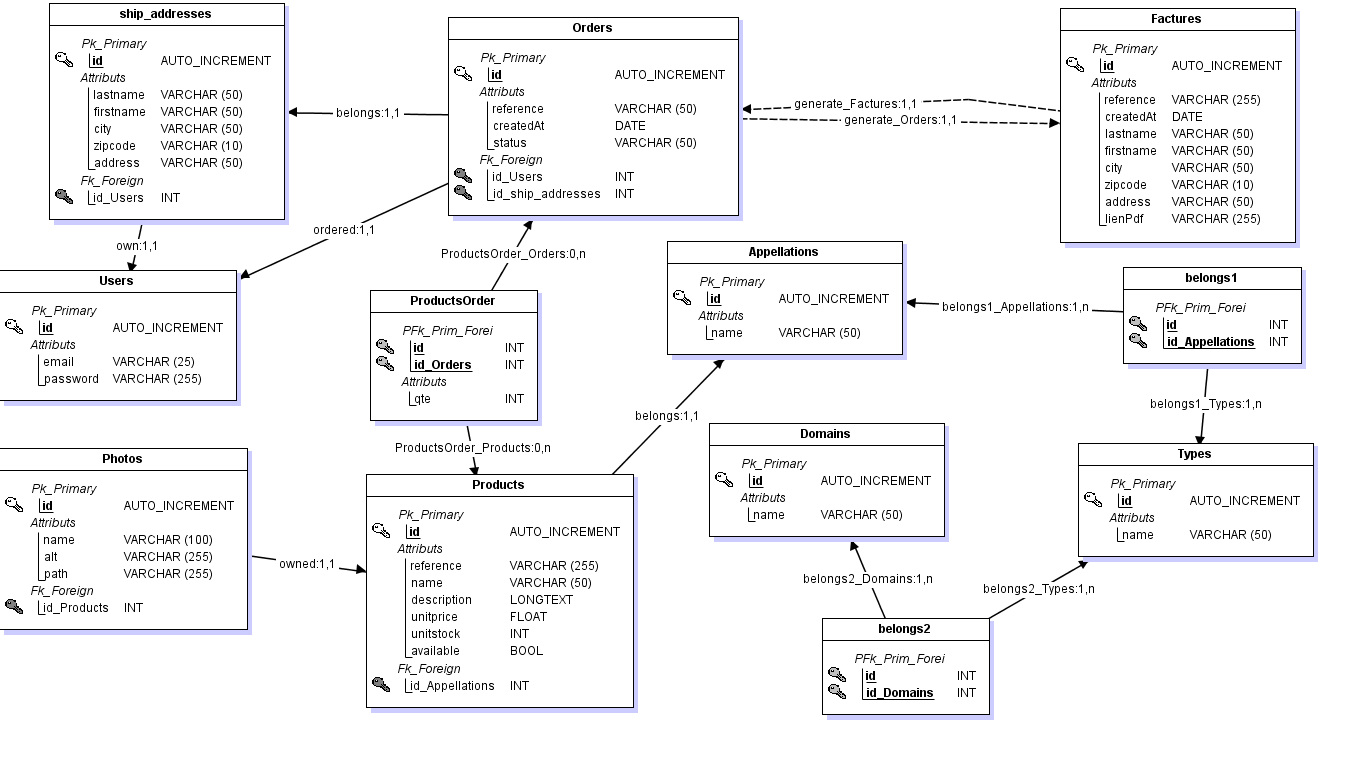 ship_addresses
Pk_Primary
id AUTO_INCREMENT
Attributs
lastname VARCHAR (50)
firstname VARCHAR (50)
city VARCHAR (50)
zipcode VARCHAR (10)
address VARCHAR (50)
Fk_Foreign
id_Users INT
belongs:1,1
Orders
Pk_Primary
id AUTO_INCREMENT
Attributs
reference VARCHAR (50)
createdAt DATE
status VARCHAR (50)
Fk_Foreign
id_Users INT
id_ship_addresses INT
generate_Factures:1,1
generate_Orders:1,1
Factures
Pk_Primary
id AUTO_INCREMENT
Attributs
reference VARCHAR (255)
createdAt DATE
lastname VARCHAR (50)
firstname VARCHAR (50)
city VARCHAR (50)
zipcode VARCHAR (10)
address VARCHAR (50)
lienPdf VARCHAR (255)
own:1,1
ordered:1,1
ProductsOrder_Orders:0,n
Users
Pk_Primary
id AUTO_INCREMENT
Attributs
email VARCHAR (25)
password VARCHAR (255)
ProductsOrder
PFk_Prim_Forei
id INT
id_Orders INT
Attributs
qte INT
Appellations
Pk_Primary
id AUTO_INCREMENT
Attributs
name VARCHAR (50)
belongs1_Appellations:1,n
belongs1
PFk_Prim_Forei
id INT
id_Appellations INT
belongs:1,1
belongs1_Types:1,n
ProductsOrder_Products:0,n
Photos
Pk_Primary
id AUTO_INCREMENT
Attributs
name VARCHAR (100)
alt VARCHAR (255)
path VARCHAR (255)
Fk_Foreign
id_Products INT
owned:1,1
Products
Pk_Primary
id AUTO_INCREMENT
Attributs
reference VARCHAR (255)
name VARCHAR (50)
description LONGTEXT
unitprice FLOAT
unitstock INT
available BOOL
Fk_Foreign
id_Appellations INT
Domains
Pk_Primary
id AUTO_INCREMENT
Attributs
name VARCHAR (50)
Types
Pk_Primary
id AUTO_INCREMENT
Attributs
name VARCHAR (50)
belongs2_Domains:1,n
belongs2_Types:1,n
belongs2
PFk_Prim_Forei
id INT
id_Domains INT